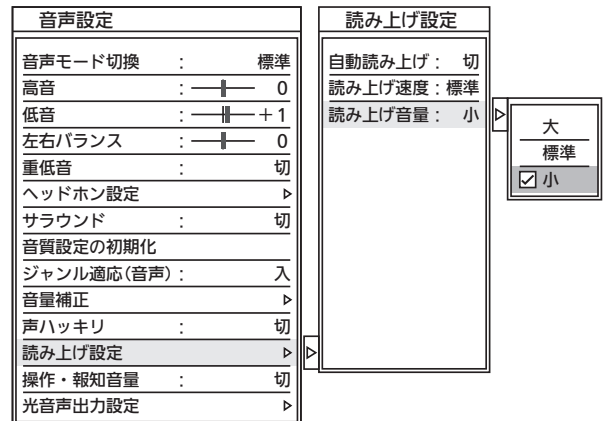 音声設定
音声モード切換 : 標準
高音 : 0
低音 : +1
左右バランス : 0
重低音 : 切
ヘッドホン設定
サラウンド : 切
音質設定の初期化
ジャンル適応(音声) : 入
音量補正
声ハッキリ : 切
読み上げ設定
操作・報知音量 : 切
光音声出力設定
読み上げ設定
自動読み上げ : 切
読み上げ速度 : 標準
読み上げ音量 : 小
大
標準
小